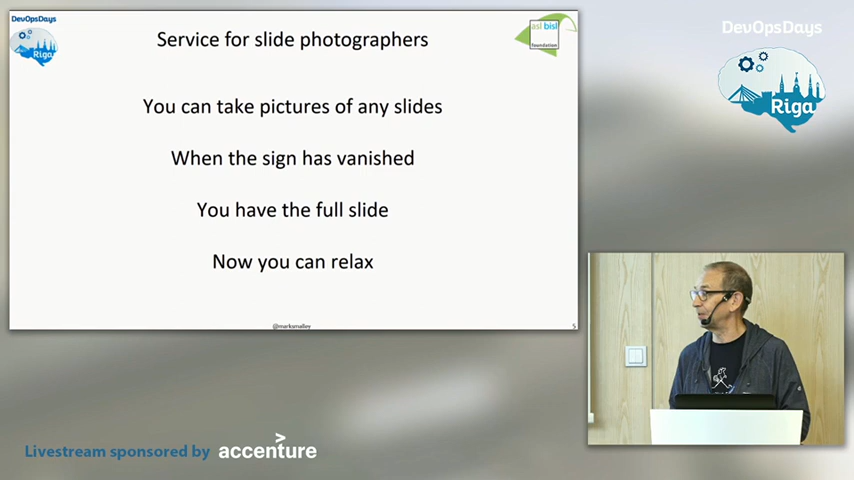 DevOpsDays
Riga
Service for slide photographers
asl bisl
foundation
You can take pictures of any slides
When the sign has vanished
You have the full slide
Now you can relax
@marksmalley
5
DevOpsDays
Riga
Livestream sponsored by accenture